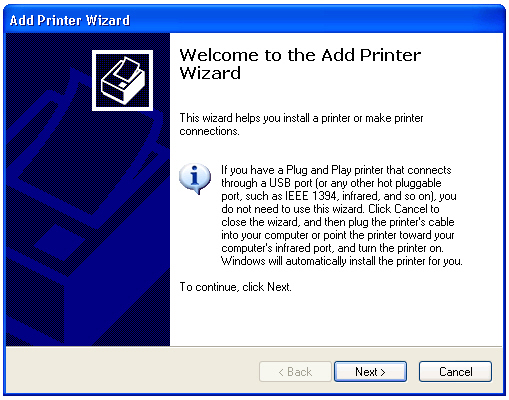 Add Printer Wizard
Welcome to the Add Printer
Wizard
This wizard helps you install a printer or make printer
connections.
If you have a Plug and Play printer that connects
through a USB port (or any other hot pluggable
port, such as IEEE 1394, infrared, and so on), you
do not need to use this wizard. Click Cancel to
close the wizard, and then plug the printer's cable
into your computer or point the printer toward your
computer's infrared port, and turn the printer on.
Windows will automatically install the printer for you.
To continue, click Next.
< Back Next > Cancel